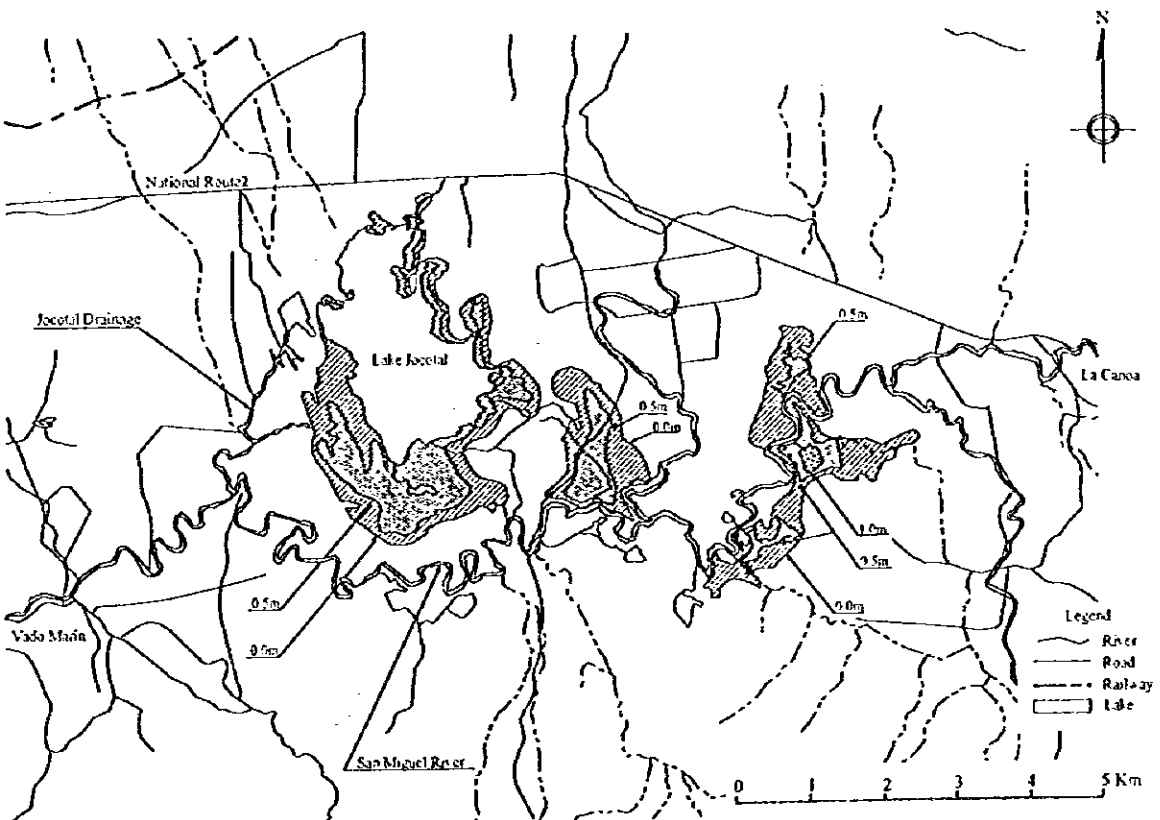 N
National Route2
Jocotal Drainage
Lake Jocotal
0.5m
La Canoa
0.5m
0.0m
1.0m
0.5m
0.0m
0.5m
0.0m
Vado Marin
San Miguel River
Legend
River
Road
Railway
Lake
0 1 2 3 4 5 Km